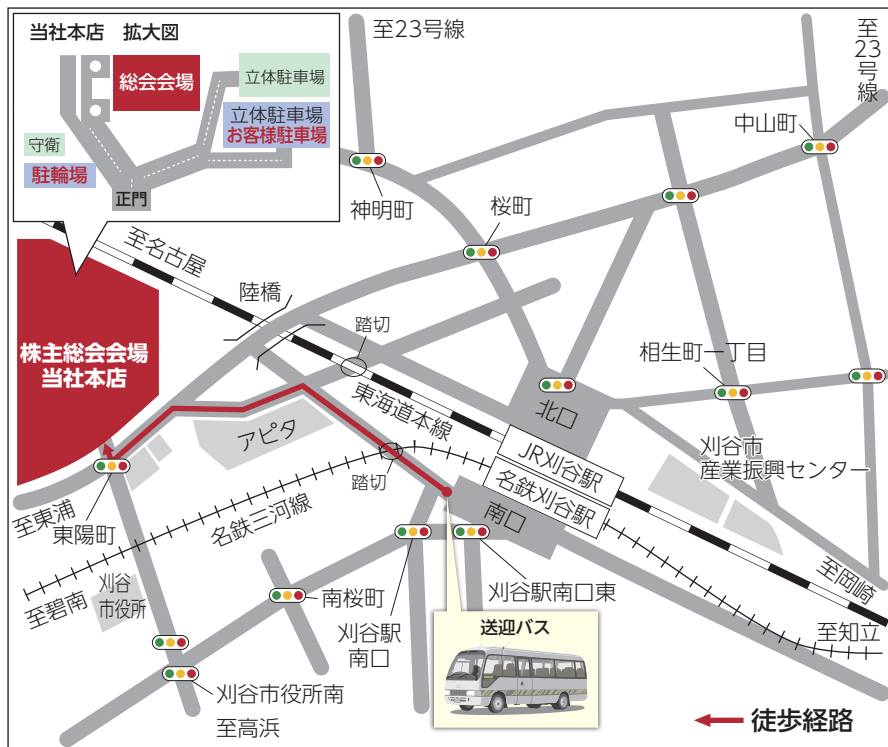 当社本店 拡大図
総会会場
立体駐車場
立体駐車場
お客様駐車場
守衛
駐輪場
正門
至23号線
至23号線
中山町
神明町
桜町
至名古屋
陸橋
踏切
株主総会会場
当社本店
相生町一丁目
東海道本線
北口
アピタ
JR刈谷駅
刈谷市
産業振興センター
名鉄刈谷駅
踏切
南口
至東浦
東陽町
名鉄三河線
至岡崎
刈谷
市役所
至碧南
南桜町
刈谷駅南口東
刈谷駅
南口
至知立
送迎バス
刈谷市役所南
至高浜
徒歩経路